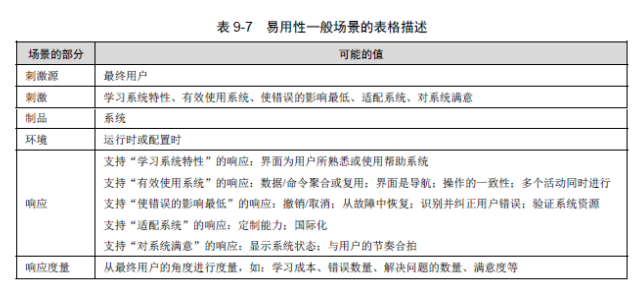 表 9-7 易用性一般场景的表格描述
场景的部分 可能的值
刺激源 最终用户
刺激 学习系统特性、有效使用系统、使错误的影响最低、适配系统、对系统满意
制品 系统
环境 运行时或配置时
响应 支持“学习系统特性”的响应：界面为用户所熟悉或使用帮助系统
支持“有效使用系统”的响应：数据/命令聚合或复用；界面是导航；操作的一致性；多个活动同时进行
支持“使错误的影响最低”的响应：撤销/取消；从故障中恢复；识别并纠正用户错误；验证系统资源
支持“适配系统”的响应：定制能力；国际化
支持“对系统满意”的响应：显示系统状态；与用户的节奏合拍
响应度量 从最终用户的角度进行度量，如：学习成本、错误数量、解决问题的数量、满意度等